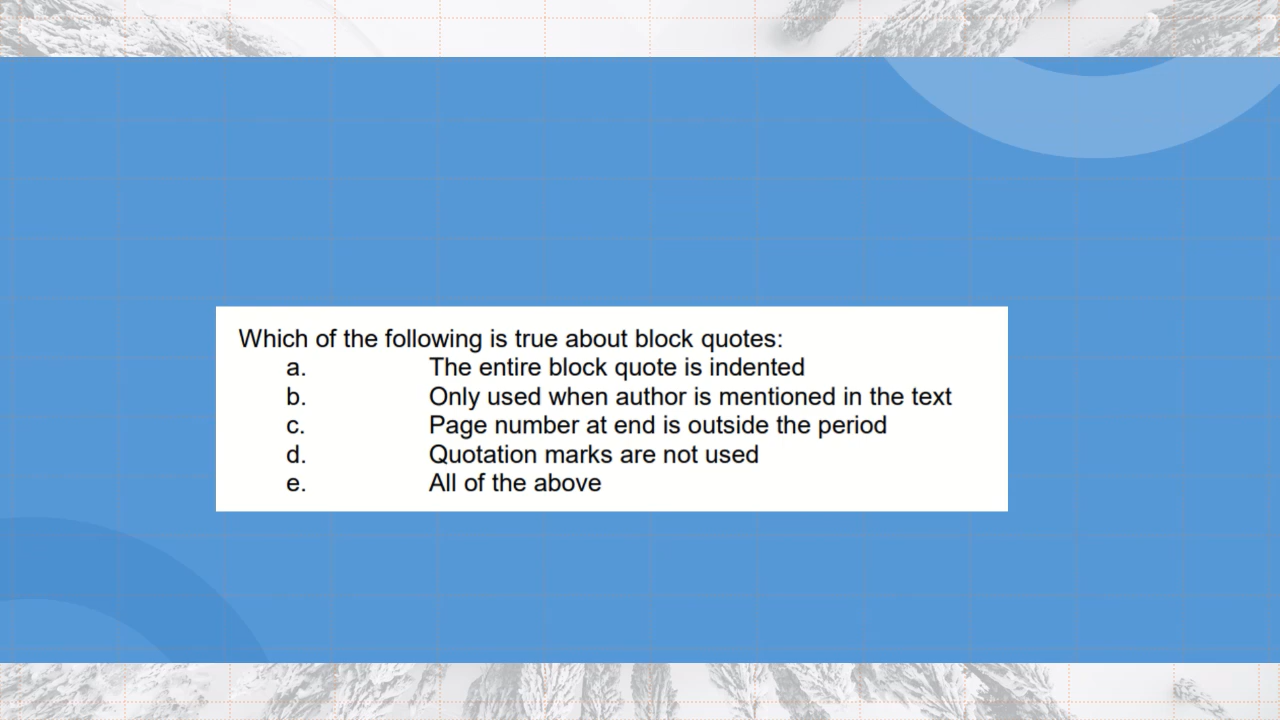 Which of the following is true about block quotes:
a. The entire block quote is indented
b. Only used when author is mentioned in the text
c. Page number at end is outside the period
d. Quotation marks are not used
e. All of the above